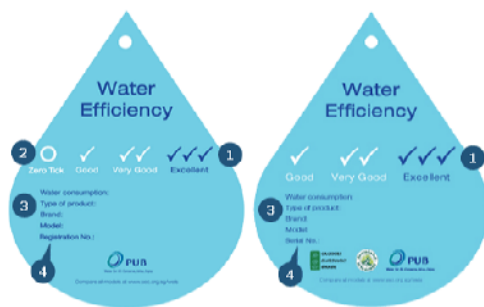 Water
Efficiency
2
Zero Tick Good Very Good Excellent
1
3
Water consumption:
Type of product:
Brand:
Model:
Registration No.:
4
PUB
Water
Efficiency
Good Very Good Excellent
1
3
Water consumption:
Type of product:
Brand:
Model:
Serial No.:
4
PUB